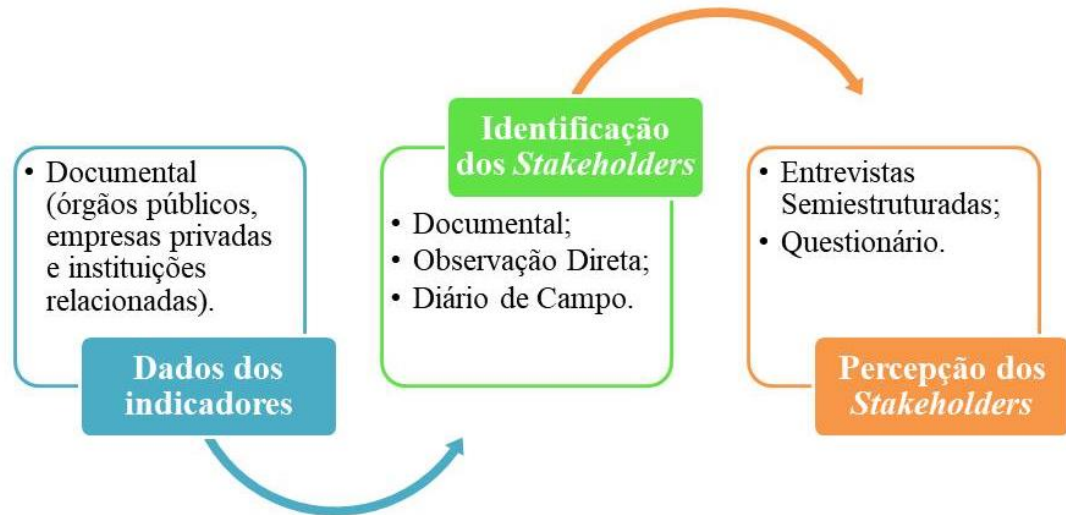 • Documental
(órgãos públicos,
empresas privadas
e instituições
relacionadas).
Dados dos
indicadores
Identificação
dos Stakeholders
• Documental;
• Observação Direta;
• Diário de Campo.
• Entrevistas
Semiestruturadas;
• Questionário.
Percepção dos
Stakeholders